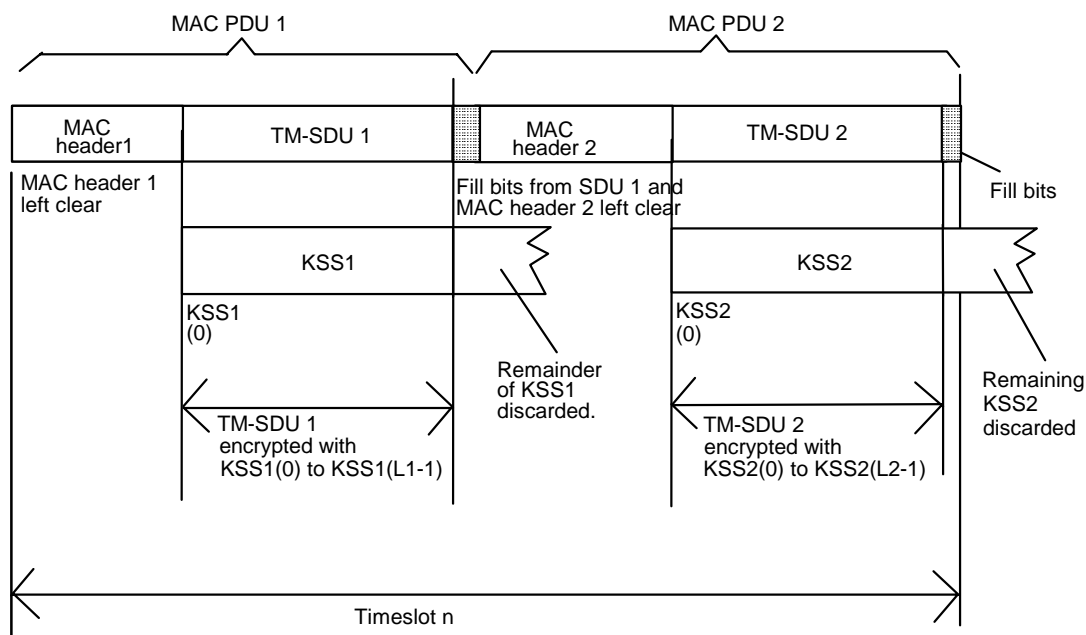 MAC PDU 1
MAC PDU 2
MAC
header1
TM-SDU 1
MAC
header 2
TM-SDU 2
MAC header 1
left clear
Fill bits from SDU 1 and
MAC header 2 left clear
Fill bits
KSS1
KSS2
KSS1
(0)
KSS2
(0)
Remainder
of KSS1
discarded.
Remaining
KSS2
discarded
TM-SDU 1
encrypted with
KSS1(0) to KSS1(L1-1)
TM-SDU 2
encrypted with
KSS2(0) to KSS2(L2-1)
Timeslot n